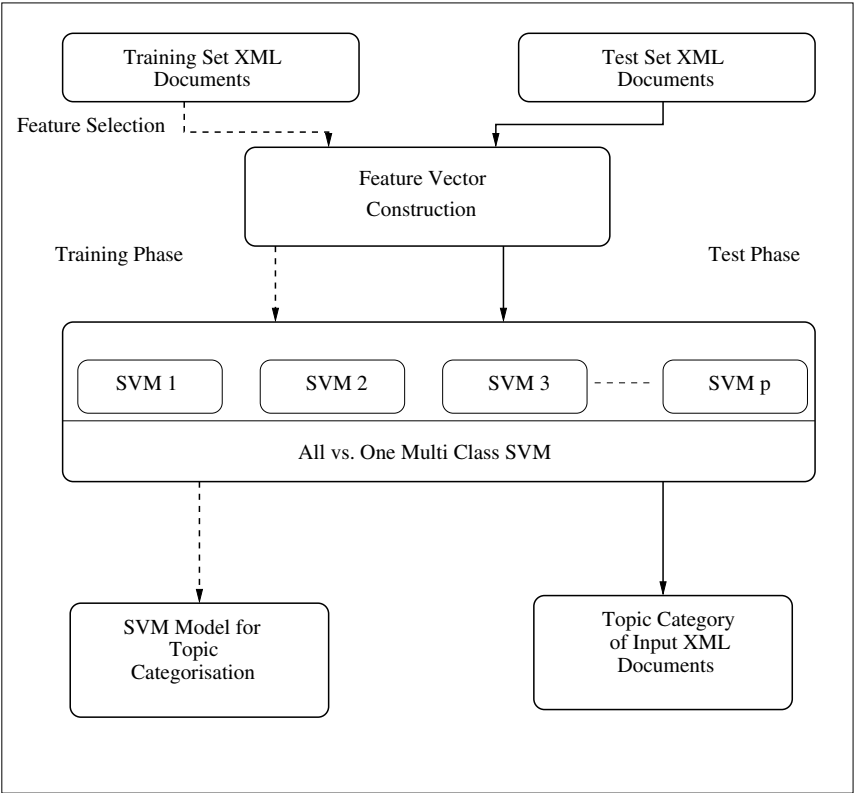 Training Set XML
Documents
Test Set XML
Documents
Feature Selection
Feature Vector
Construction
Training Phase
Test Phase
SVM 1
SVM 2
SVM 3
SVM p
All vs. One Multi Class SVM
SVM Model for
Topic
Categorisation
Topic Category
of Input XML
Documents